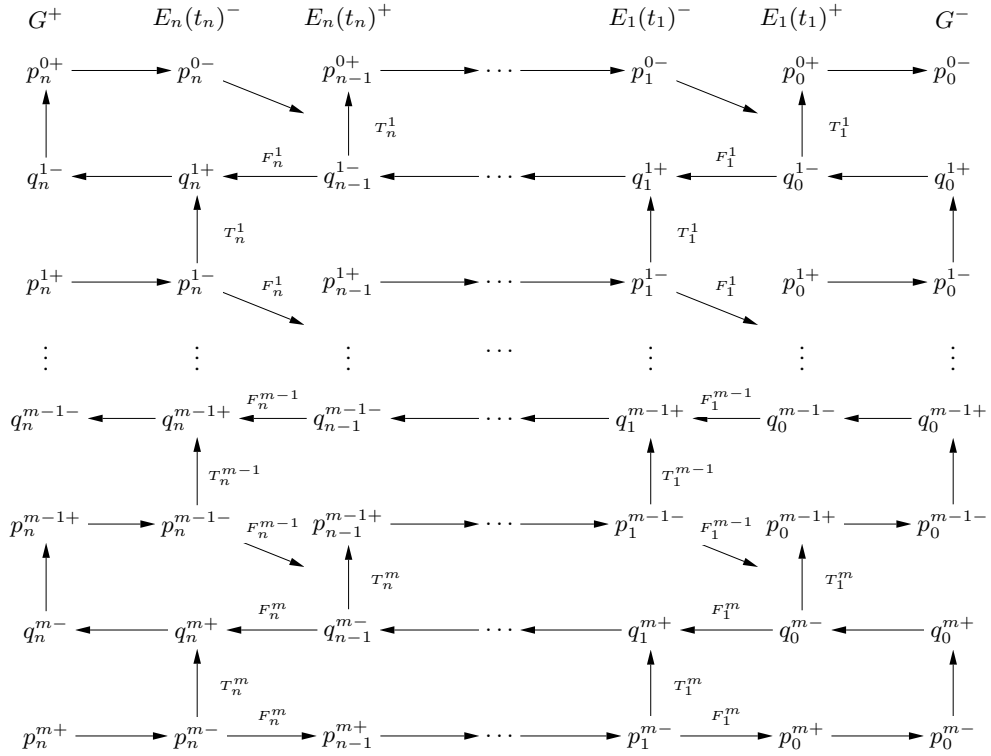 G^+ E_n(t_n)^- E_n(t_n)^+ E_1(t_1)^- E_1(t_1)^+ G^-
p_n^{0+} p_n^{0-} p_{n-1}^{0+} ··· p_1^{0-} p_0^{0+} p_0^{0-}
T_n^1 T_1^1
F_n^1 F_1^1
q_n^{1-} q_n^{1+} q_{n-1}^{1-} ··· q_1^{1+} q_0^{1-} q_0^{1+}
T_n^1 T_1^1
F_n^1 F_1^1
p_n^{1+} p_n^{1-} p_{n-1}^{1+} ··· p_1^{1-} p_0^{1+} p_0^{1-}
⋮ ⋮ ⋮ ··· ⋮ ⋮ ⋮
F_n^{m-1} F_1^{m-1}
q_n^{m-1-} q_n^{m-1+} q_{n-1}^{m-1-} ··· q_1^{m-1+} q_0^{m-1-} q_0^{m-1+}
T_n^{m-1} T_1^{m-1}
p_n^{m-1+} p_n^{m-1-} F_n^{m-1} p_{n-1}^{m-1+} ··· p_1^{m-1-} F_1^{m-1} p_0^{m-1+} p_0^{m-1-}
T_n^m T_1^m
F_n^m F_1^m
q_n^{m-} q_n^{m+} q_{n-1}^{m-} ··· q_1^{m+} q_0^{m-} q_0^{m+}
T_n^m T_1^m
F_n^m F_1^m
p_n^{m+} p_n^{m-} p_{n-1}^{m+} ··· p_1^{m-} p_0^{m+} p_0^{m-}